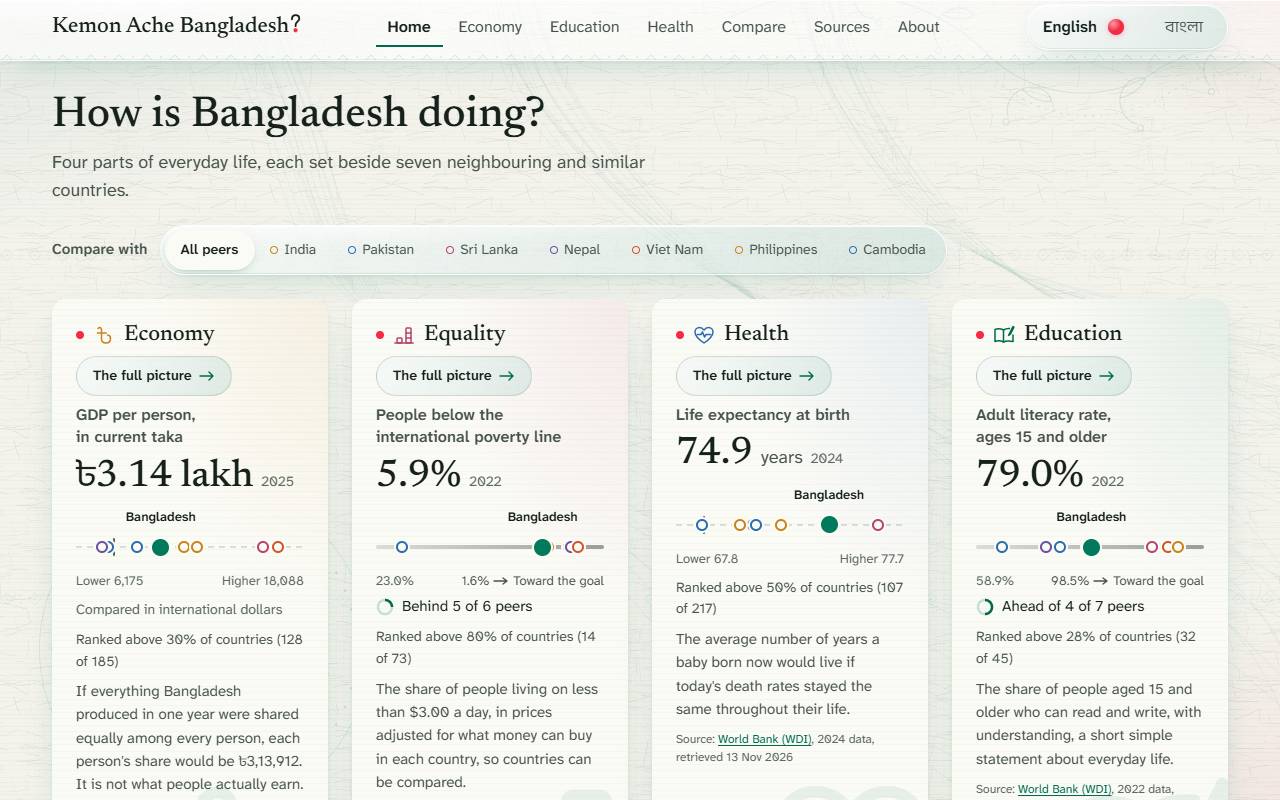 Kemon Ache Bangladesh?
Home Economy Education Health Compare Sources About
English বাংলা
How is Bangladesh doing?
Four parts of everyday life, each set beside seven neighbouring and similar
countries.
Compare with All peers India Pakistan Sri Lanka Nepal Viet Nam Philippines Cambodia
Economy
The full picture →
GDP per person,
in current taka
৳3.14 lakh 2025
Bangladesh
Lower 6,175 Higher 18,088
Compared in international dollars
Ranked above 30% of countries (128
of 185)
If everything Bangladesh
produced in one year were shared
equally among every person, each
person's share would be ৳3,13,912.
It is not what people actually earn.
Equality
The full picture →
People below the
international poverty line
5.9% 2022
Bangladesh
23.0% 1.6% → Toward the goal
Behind 5 of 6 peers
Ranked above 80% of countries (14
of 73)
The share of people living on less
than $3.00 a day, in prices
adjusted for what money can buy
in each country, so countries can
be compared.
Health
The full picture →
Life expectancy at birth
74.9 years 2024
Bangladesh
Lower 67.8 Higher 77.7
Ranked above 50% of countries (107
of 217)
The average number of years a
baby born now would live if
today's death rates stayed the
same throughout their life.
Source: World Bank (WDI), 2024 data,
retrieved 13 Nov 2026
Education
The full picture →
Adult literacy rate,
ages 15 and older
79.0% 2022
Bangladesh
58.9% 98.5% → Toward the goal
Ahead of 4 of 7 peers
Ranked above 28% of countries (32
of 45)
The share of people aged 15 and
older who can read and write, with
understanding, a short simple
statement about everyday life.
Source: World Bank (WDI), 2022 data,